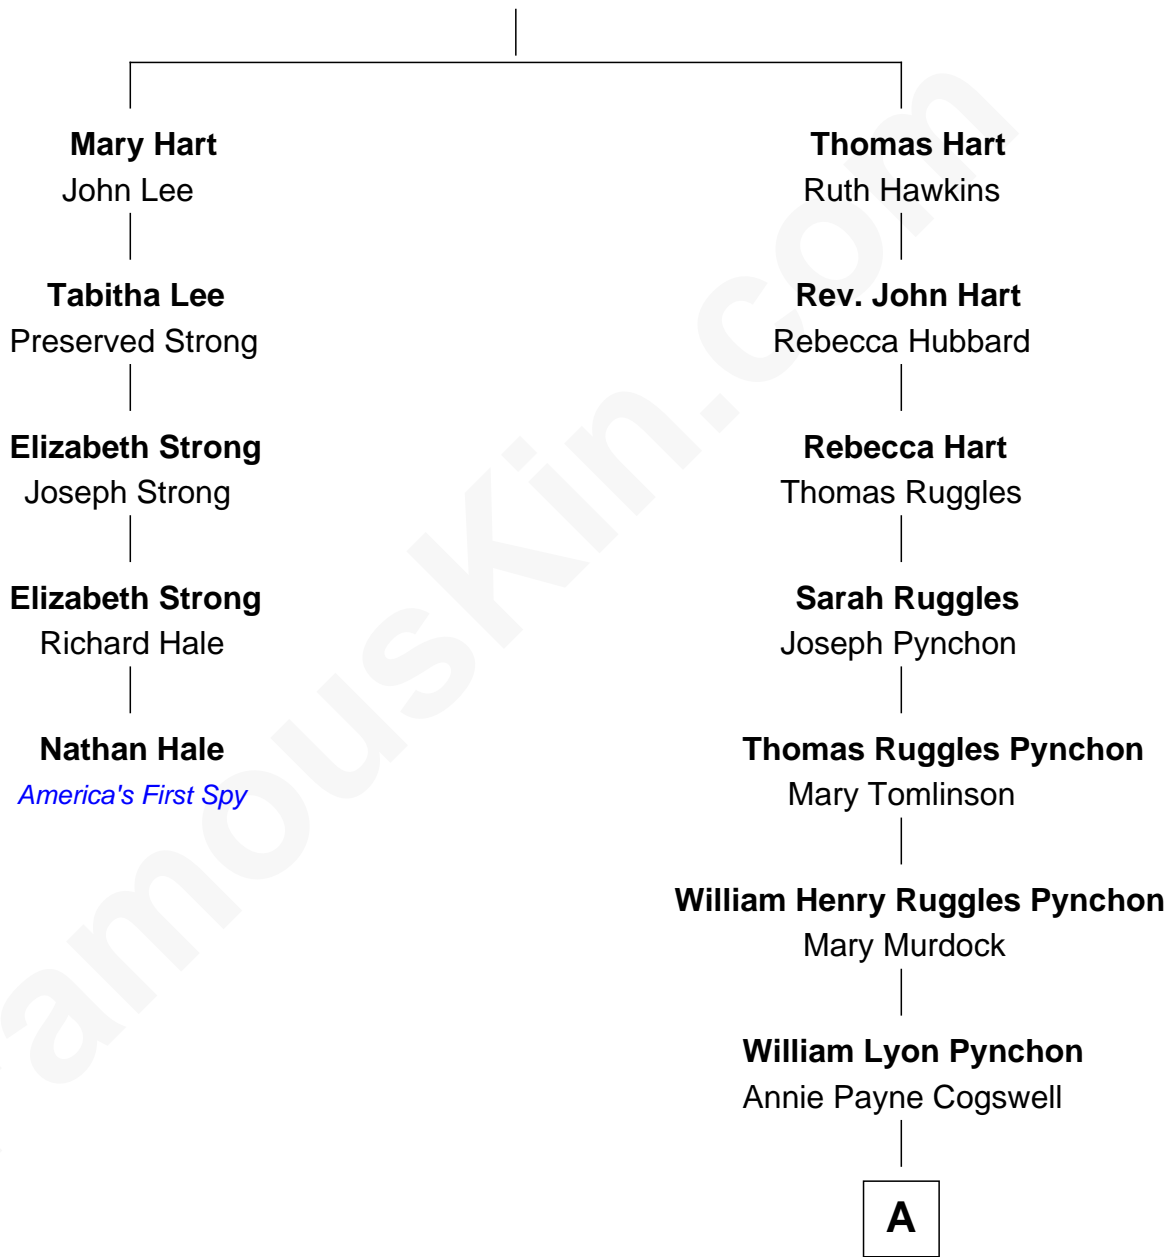 Mary Hart
John Lee
Tabitha Lee
Preserved Strong
Elizabeth Strong
Joseph Strong
Elizabeth Strong
Richard Hale
Nathan Hale
America's First Spy
Thomas Hart
Ruth Hawkins
Rev. John Hart
Rebecca Hubbard
Rebecca Hart
Thomas Ruggles
Sarah Ruggles
Joseph Pynchon
Thomas Ruggles Pynchon
Mary Tomlinson
William Henry Ruggles Pynchon
Mary Murdock
William Lyon Pynchon
Annie Payne Cogswell
A
amouskin.com